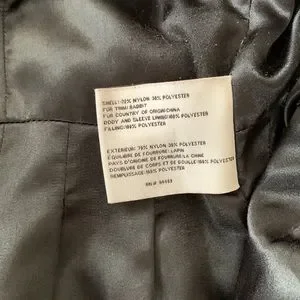 SHELL:70% NYLON 30% POLYESTER
FUR TRIM: RABBIT
FUR COUNTRY OF ORIGIN:CHINA
BODY AND SLEEVE LINING:100% POLYESTER
FILLING:100% POLYESTER
EXTERIEUR: 70% NYLON 30% POLYESTER
DE FOURRURE:LAPIN
PAYS D'ORIGINE DE FOURRURE:LA CHINE
DOUBLURE DE CORPS ET DE DOUILLE:100% POLYESTER
REMPLISSAGE:100% POLYESTER